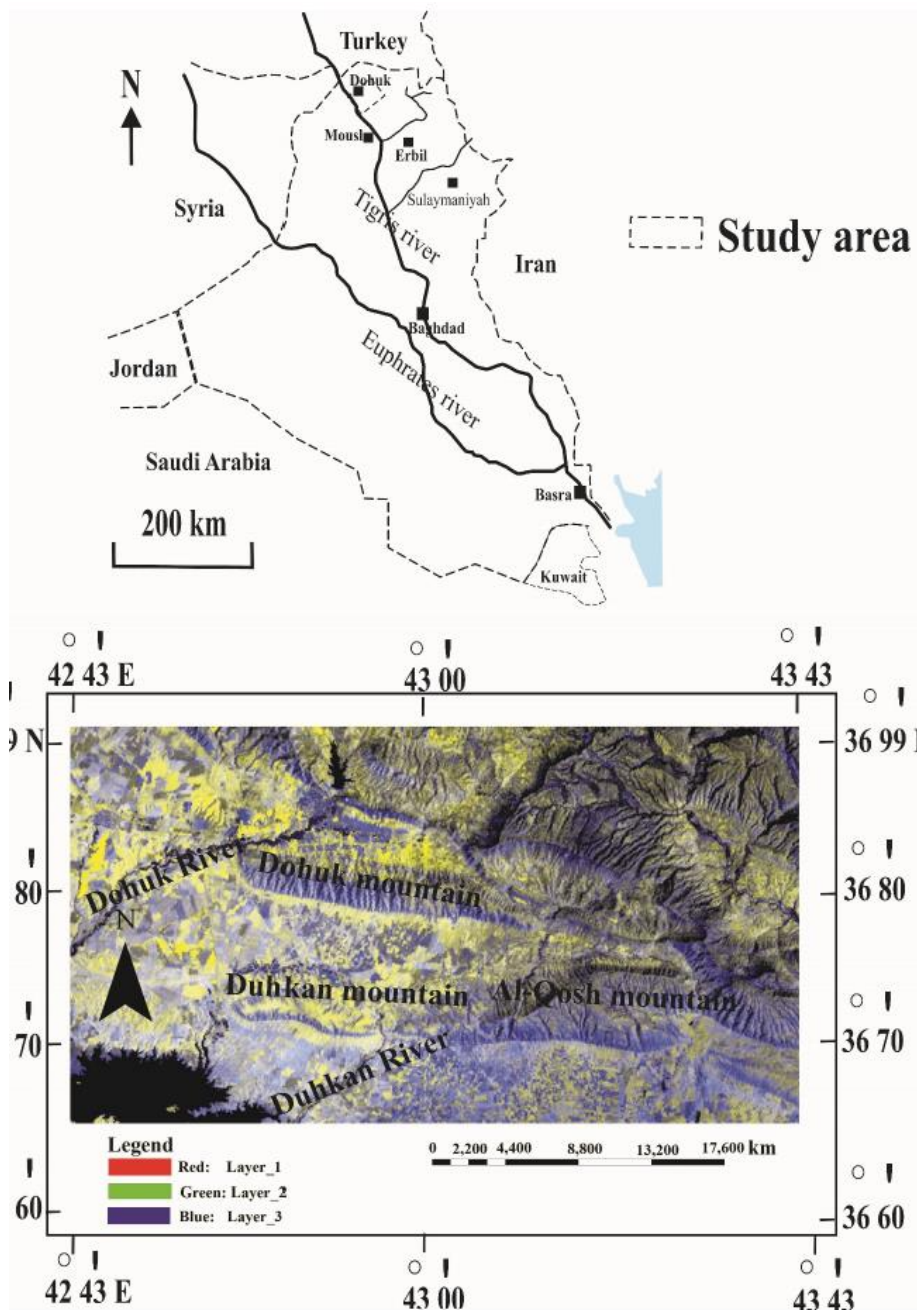 Turkey
N
Dohuk
Mousl
Erbil
Sulaymaniyah
Syria
Tigris river
Iran
Study area
Baghdad
Jordan
Euphrates river
Saudi Arabia
Basra
200 km
Kuwait
42 43 E
43 00
43 43
9 N
36 99
Dohuk River
Dohuk mountain
80
36 80
N
Duhkan mountain
Al-Qosh mountain
70
36 70
Duhkan River
Legend
Red: Layer_1
Green: Layer_2
Blue: Layer_3
0 2,200 4,400 8,800 13,200 17,600 km
60
36 60
42 43 E
43 00
43 43